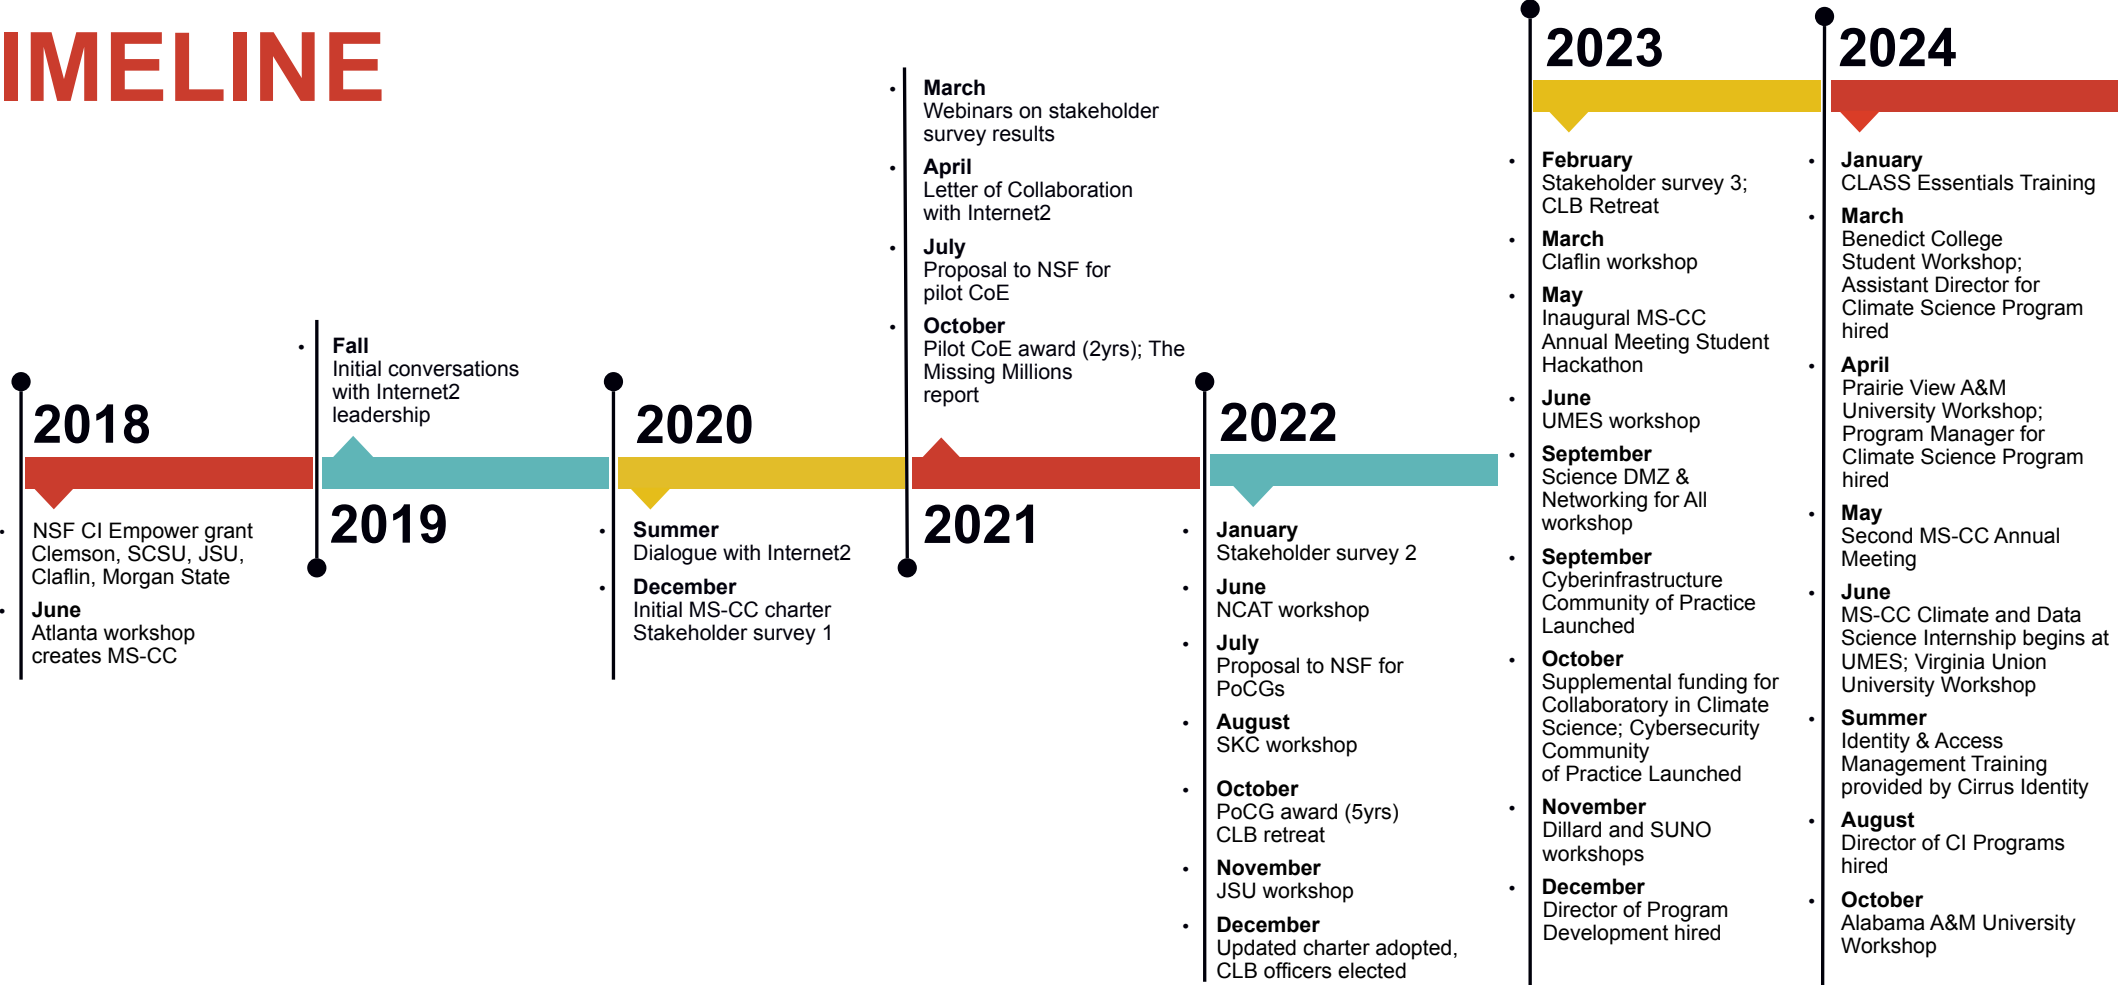 IMELINE
2018
NSF CI Empower grant
Clemson, SCSU, JSU,
Claflin, Morgan State
June
Atlanta workshop
creates MS-CC
Fall
Initial conversations
with Internet2
leadership
2019
2020
Summer
Dialogue with Internet2
December
Initial MS-CC charter
Stakeholder survey 1
March
Webinars on stakeholder
survey results
April
Letter of Collaboration
with Internet2
July
Proposal to NSF for
pilot CoE
October
Pilot CoE award (2yrs); The
Missing Millions
report
2021
2022
January
Stakeholder survey 2
June
NCAT workshop
July
Proposal to NSF for
PoCGs
August
SKC workshop
October
PoCG award (5yrs)
CLB retreat
November
JSU workshop
December
Updated charter adopted,
CLB officers elected
2023
February
Stakeholder survey 3;
CLB Retreat
March
Claflin workshop
May
Inaugural MS-CC
Annual Meeting Student
Hackathon
June
UMES workshop
September
Science DMZ &
Networking for All
workshop
September
Cyberinfrastructure
Community of Practice
Launched
October
Supplemental funding for
Collaboratory in Climate
Science; Cybersecurity
Community
of Practice Launched
November
Dillard and SUNO
workshops
December
Director of Program
Development hired
2024
January
CLASS Essentials Training
March
Benedict College
Student Workshop;
Assistant Director for
Climate Science Program
hired
April
Prairie View A&M
University Workshop;
Program Manager for
Climate Science Program
hired
May
Second MS-CC Annual
Meeting
June
MS-CC Climate and Data
Science Internship begins at
UMES; Virginia Union
University Workshop
Summer
Identity & Access
Management Training
provided by Cirrus Identity
August
Director of CI Programs
hired
October
Alabama A&M University
Workshop